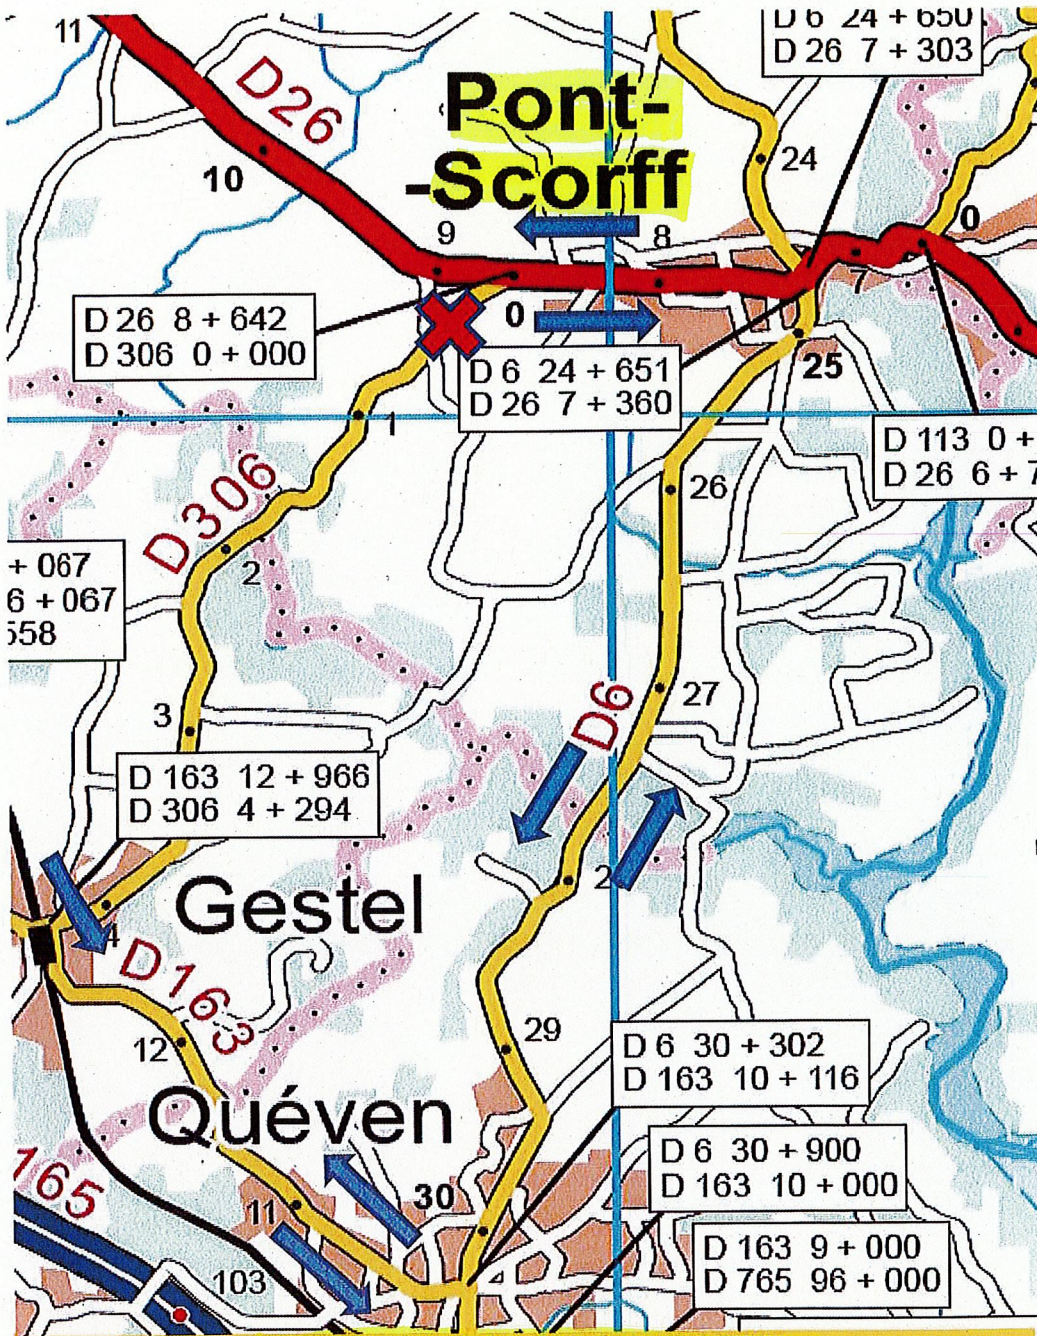 11
D 6 24 + 650
D 26 7 + 303
D26
Pont-
-Scorff
24
10
9
8
0
7
D 26 8 + 642
D 306 0 + 000
0
D 6 24 + 651
D 26 7 + 360
25
1
D 113 0 +
D 26 6 + 7
26
D 306
2
+ 067
6 + 067
558
27
3
D6
D 163 12 + 966
D 306 4 + 294
2
Gestel
4
D 163
29
12
D 6 30 + 302
D 163 10 + 116
Quéven
D 6 30 + 900
D 163 10 + 000
165
30
11
D 163 9 + 000
D 765 96 + 000
103